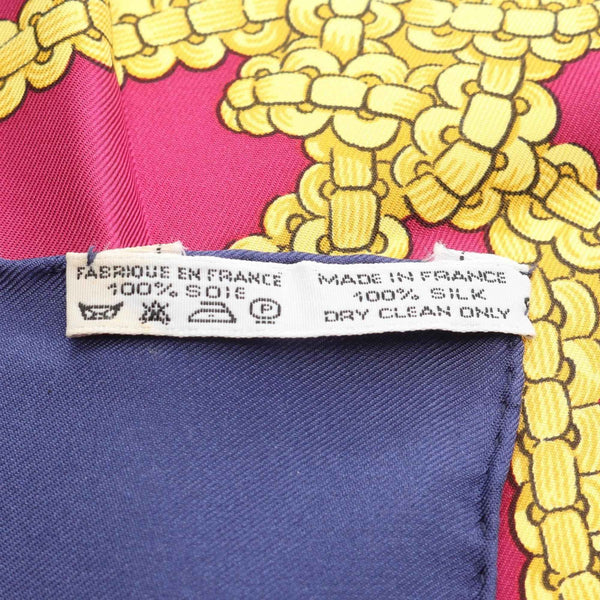 FABRIQUE EN FRANCE
100% SOIE
P
MADE IN FRANCE
100% SILK
DRY CLEAN ONLY